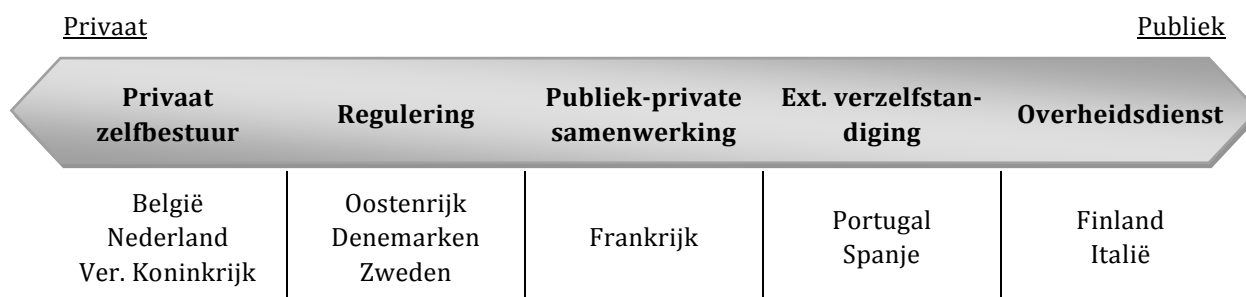 Privaat
Publiek
Privaat
zelfbestuur
Regulering
Publiek-private
samenwerking
Ext. verzelfstan-
diging
Overheidsdienst
België
Nederland
Ver. Koninkrijk
Oostenrijk
Denemarken
Zweden
Frankrijk
Portugal
Spanje
Finland
Italië